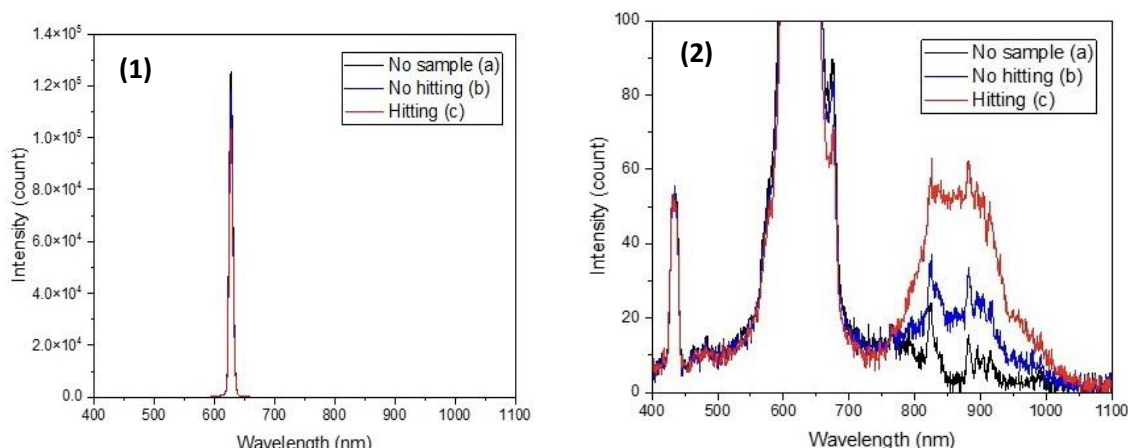 (1)
No sample (a)
No hitting (b)
Hitting (c)
1.4×10⁵
1.2×10⁵
1.0×10⁵
8.0×10⁴
6.0×10⁴
4.0×10⁴
2.0×10⁴
0.0
Intensity (count)
400 500 600 700 800 900 1000 1100
Wavelength (nm)
(2)
No sample (a)
No hitting (b)
Hitting (c)
100
80
60
40
20
0
Intensity (count)
400 500 600 700 800 900 1000 1100
Wavelength (nm)